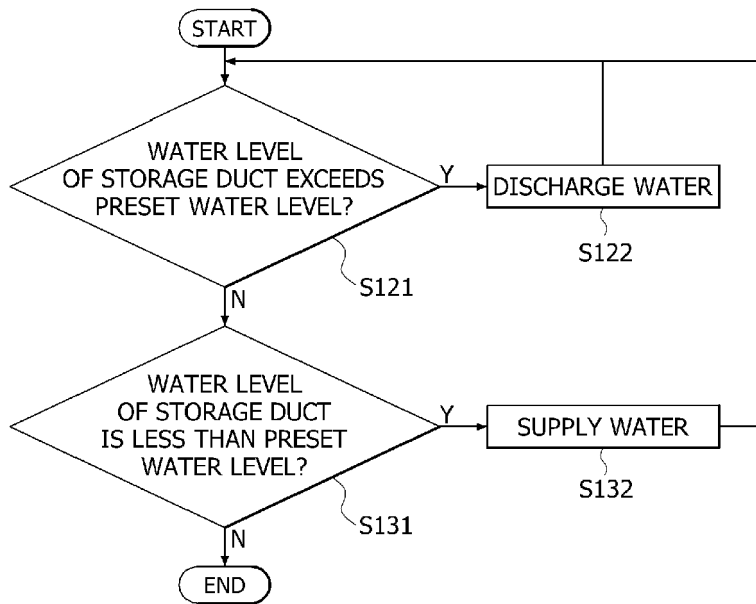 START
WATER LEVEL
OF STORAGE DUCT EXCEEDS
PRESET WATER LEVEL?
Y
DISCHARGE WATER
S122
S121
N
WATER LEVEL
OF STORAGE DUCT
IS LESS THAN PRESET
WATER LEVEL?
Y
SUPPLY WATER
S132
S131
N
END